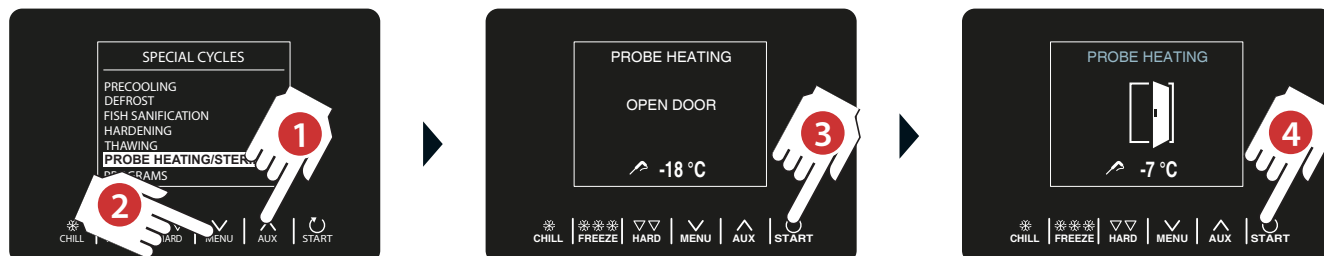 SPECIAL CYCLES
PRECOOLING
DEFROST
FISH SANIFICATION
HARDENING
THAWING
PROBE HEATING/STER
1
2
CHILL
MENU
AUX
START
PROBE HEATING
OPEN DOOR
-18 °C
3
CHILL FREEZE HARD MENU AUX START
PROBE HEATING
-7 °C
4
CHILL FREEZE HARD MENU AUX START